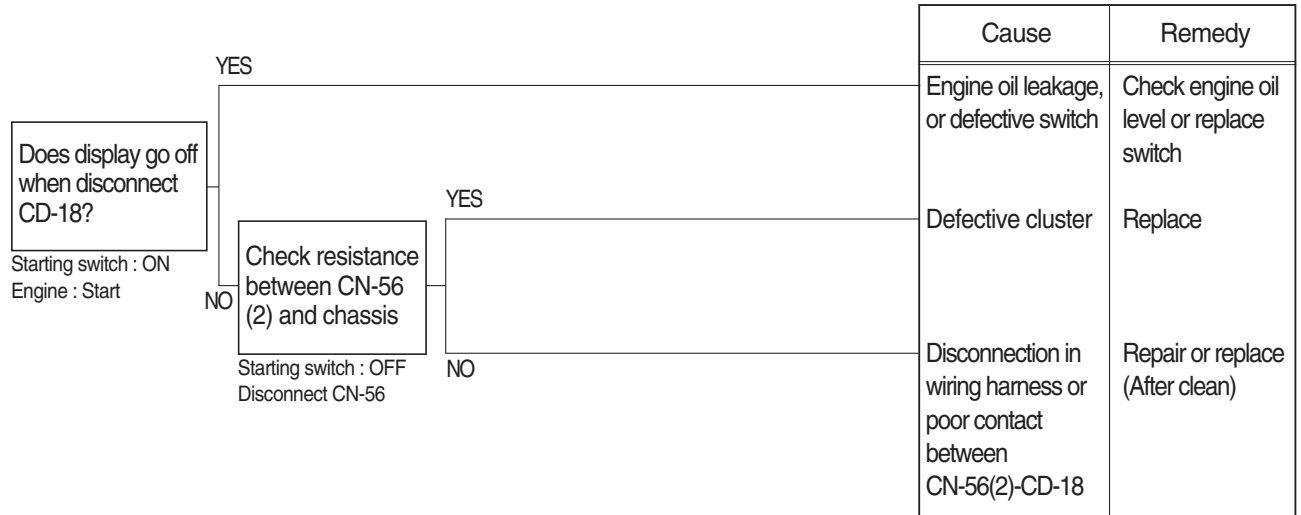 Cause
Remedy
YES
Engine oil leakage,
or defective switch
Check engine oil
level or replace
switch
Does display go off
when disconnect
CD-18?
Starting switch : ON
Engine : Start
NO
Check resistance
between CN-56
(2) and chassis
Starting switch : OFF
Disconnect CN-56
YES
Defective cluster
Replace
NO
Disconnection in
wiring harness or
poor contact
between
CN-56(2)-CD-18
Repair or replace
(After clean)